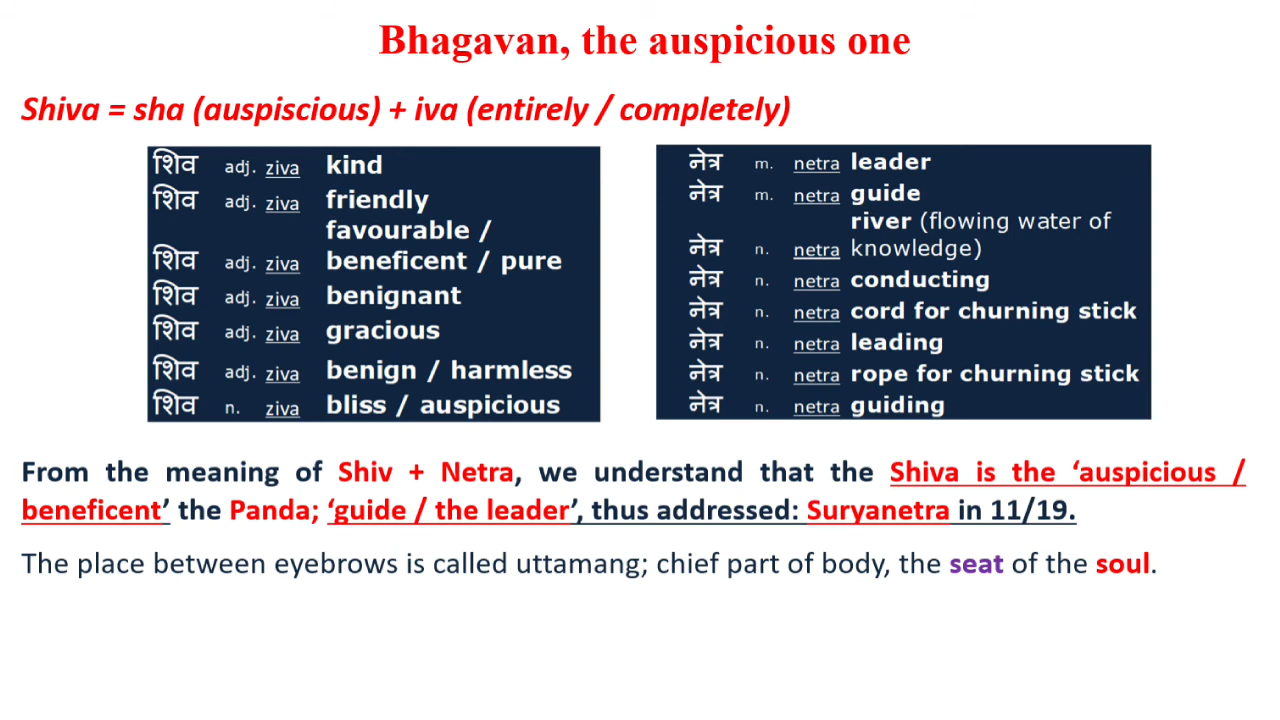 Bhagavan, the auspicious one
Shiva = sha (auspiscious) + iva (entirely / completely)
शिव adj. ziva kind
शिव adj. ziva friendly
favourable /
शिव adj. ziva beneficent / pure
शिव adj. ziva benignant
शिव adj. ziva gracious
शिव adj. ziva benign / harmless
शिव n. ziva bliss / auspicious
नेत्र m. netra leader
नेत्र m. netra guide
river (flowing water of
नेत्र n. netra knowledge)
नेत्र n. netra conducting
नेत्र n. netra cord for churning stick
नेत्र n. netra leading
नेत्र n. netra rope for churning stick
नेत्र n. netra guiding
From the meaning of Shiv + Netra, we understand that the Shiva is the ‘auspicious /
beneficent’ the Panda; ‘guide / the leader’, thus addressed: Suryanetra in 11/19.
The place between eyebrows is called uttamang; chief part of body, the seat of the soul.